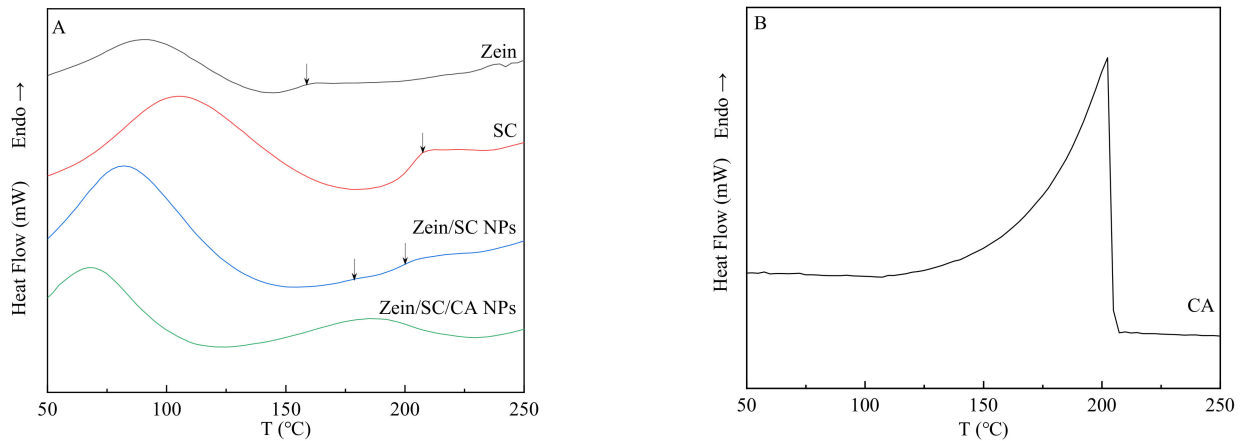 A
Zein
SC
Zein/SC NPs
Zein/SC/CA NPs
Heat Flow (mW) Endo →
50 100 150 200 250
T (℃)
B
CA
Heat Flow (mW) Endo →
50 100 150 200 250
T (℃)